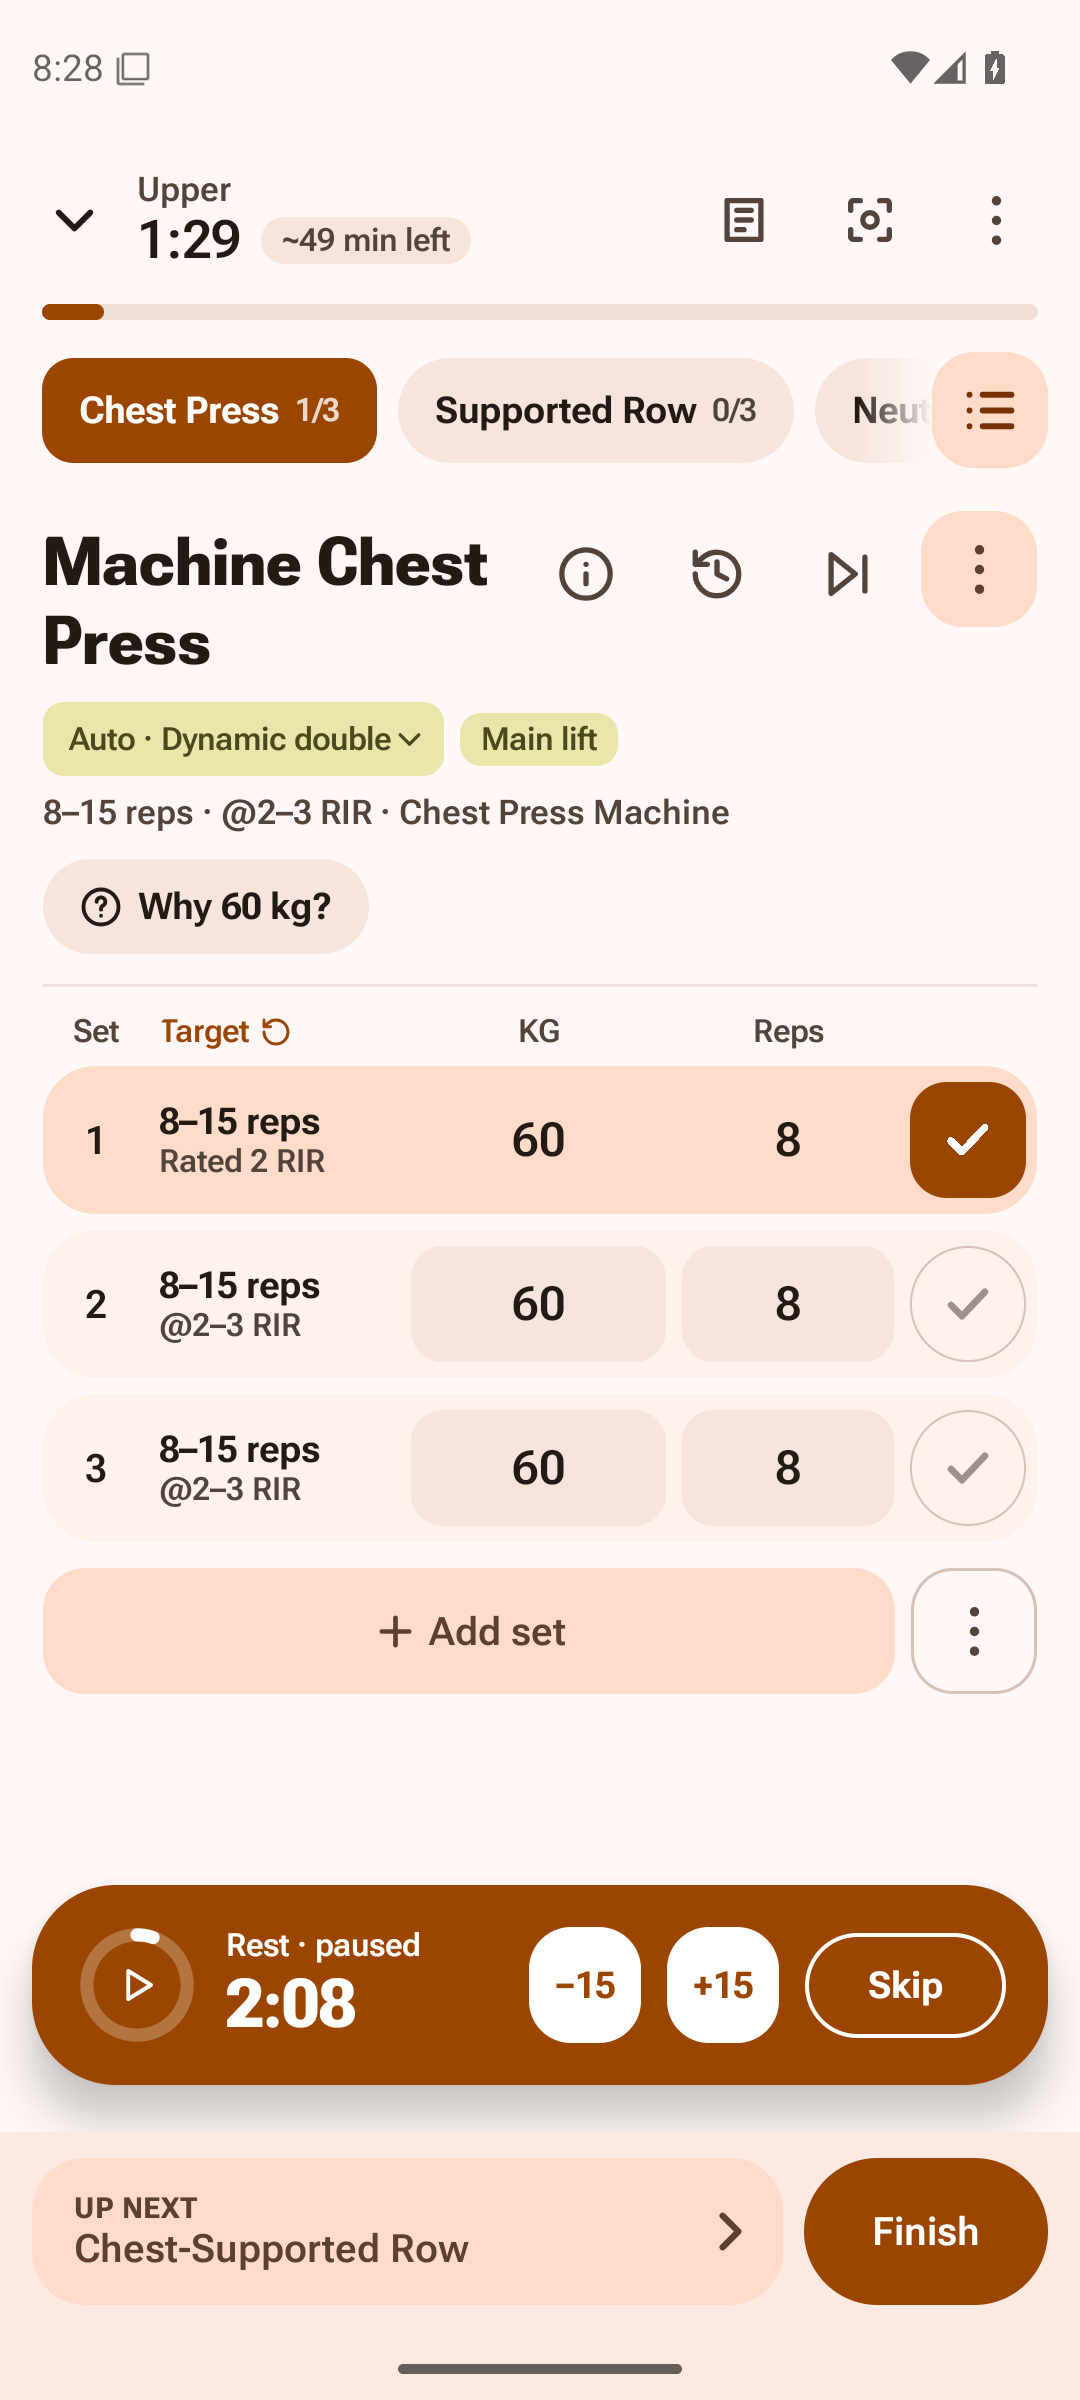 8:28
Upper
1:29 ~49 min left
Chest Press 1/3 Supported Row 0/3 Neut
Machine Chest
Press
Auto · Dynamic double Main lift
8–15 reps · @2–3 RIR · Chest Press Machine
Why 60 kg?
Set Target KG Reps
1 8–15 reps 60 8
Rated 2 RIR
2 8–15 reps 60 8
@2–3 RIR
3 8–15 reps 60 8
@2–3 RIR
+ Add set
Rest · paused
2:08 −15 +15 Skip
UP NEXT
Chest-Supported Row
Finish